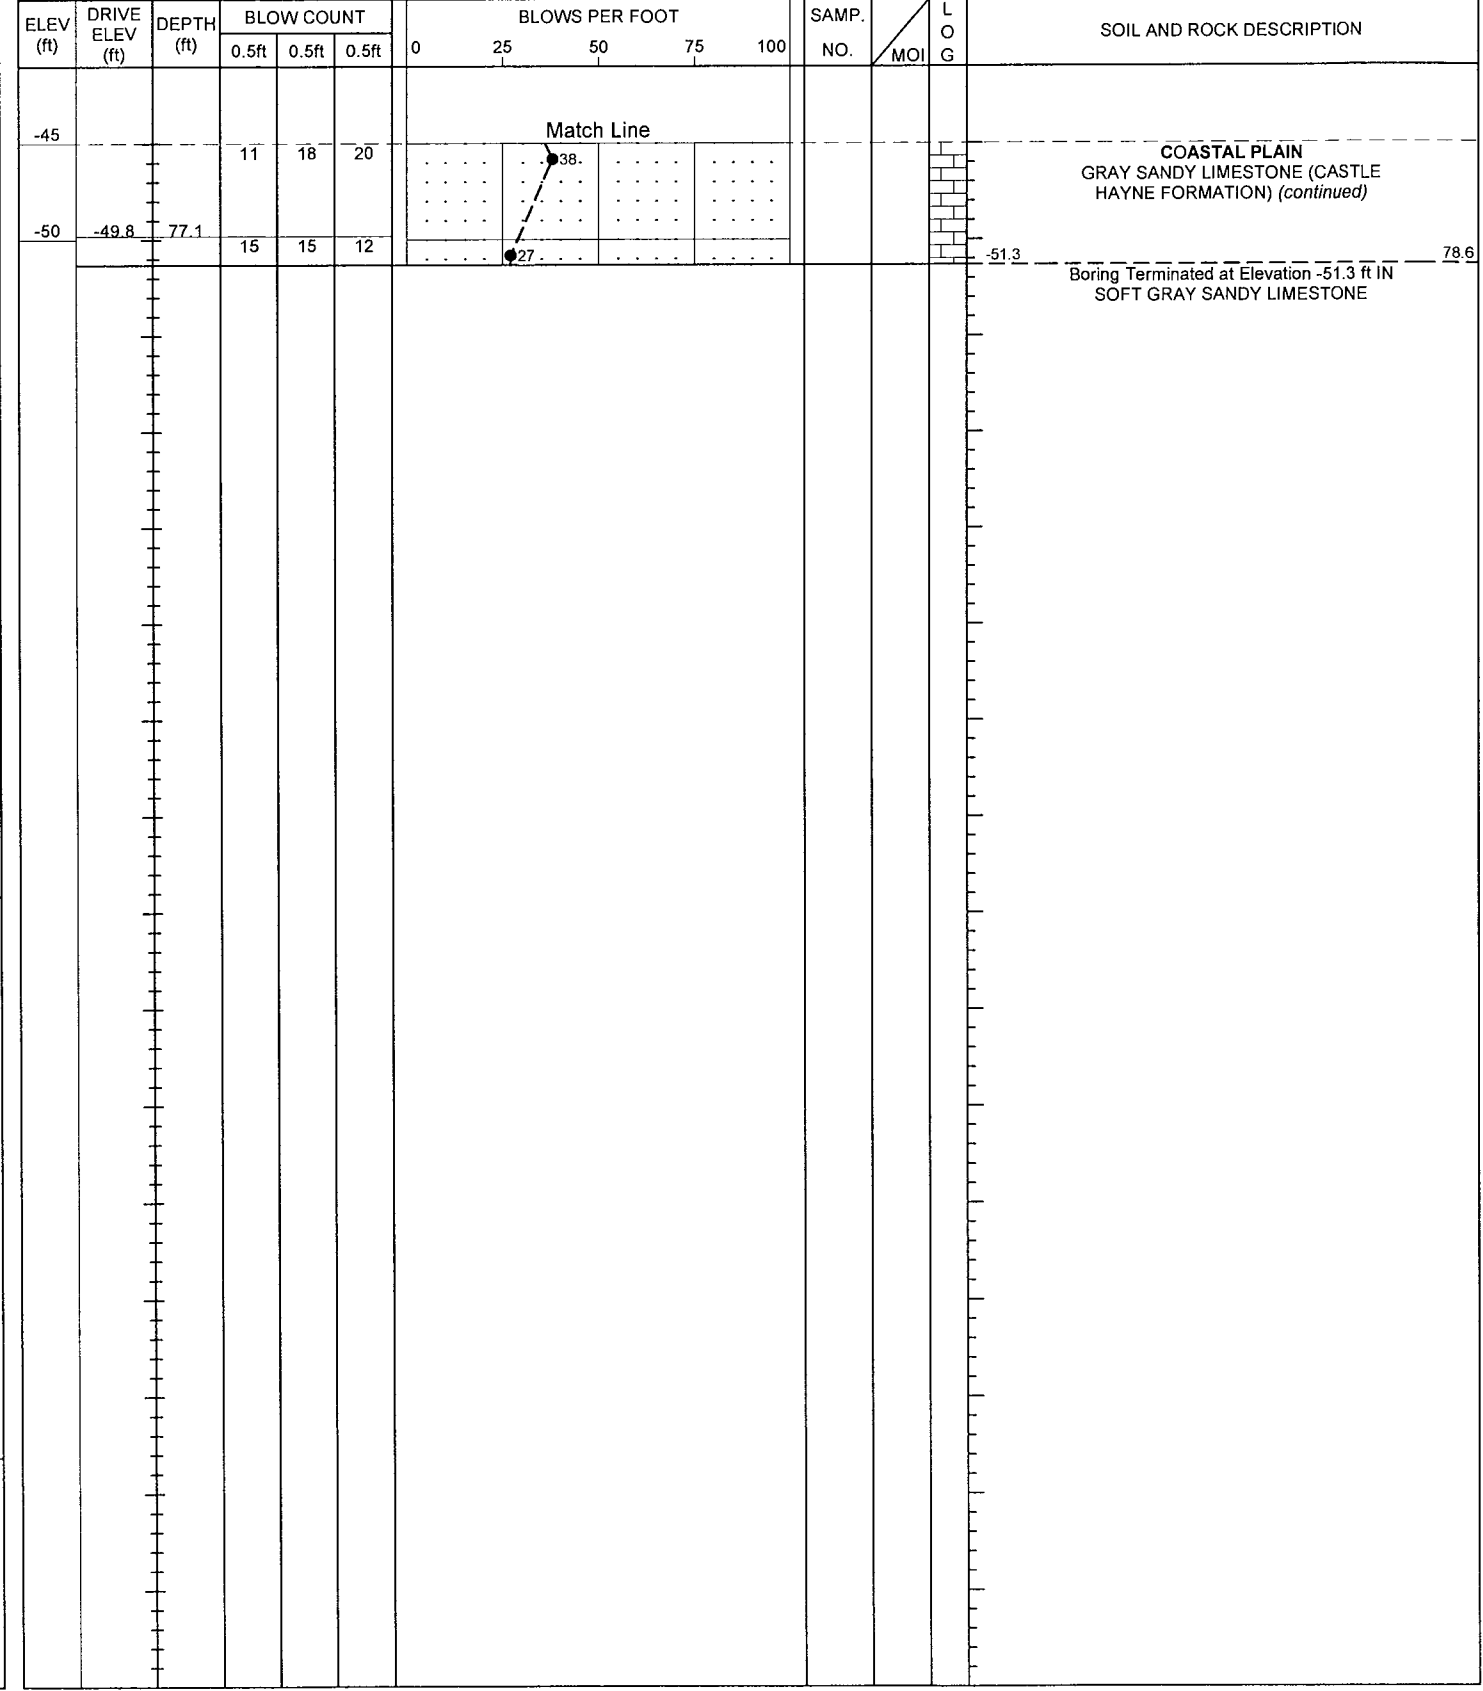 ELEV (ft) DRIVE ELEV (ft) DEPTH (ft) BLOW COUNT BLOWS PER FOOT SAMP. NO. MOI LOG SOIL AND ROCK DESCRIPTION
0.5ft 0.5ft 0.5ft 0 25 50 75 100
Match Line
-45
11 18 20 38
COASTAL PLAIN
GRAY SANDY LIMESTONE (CASTLE
HAYNE FORMATION) (continued)
-50 -49.8 77.1
15 15 12 27
-51.3 78.6
Boring Terminated at Elevation -51.3 ft IN
SOFT GRAY SANDY LIMESTONE